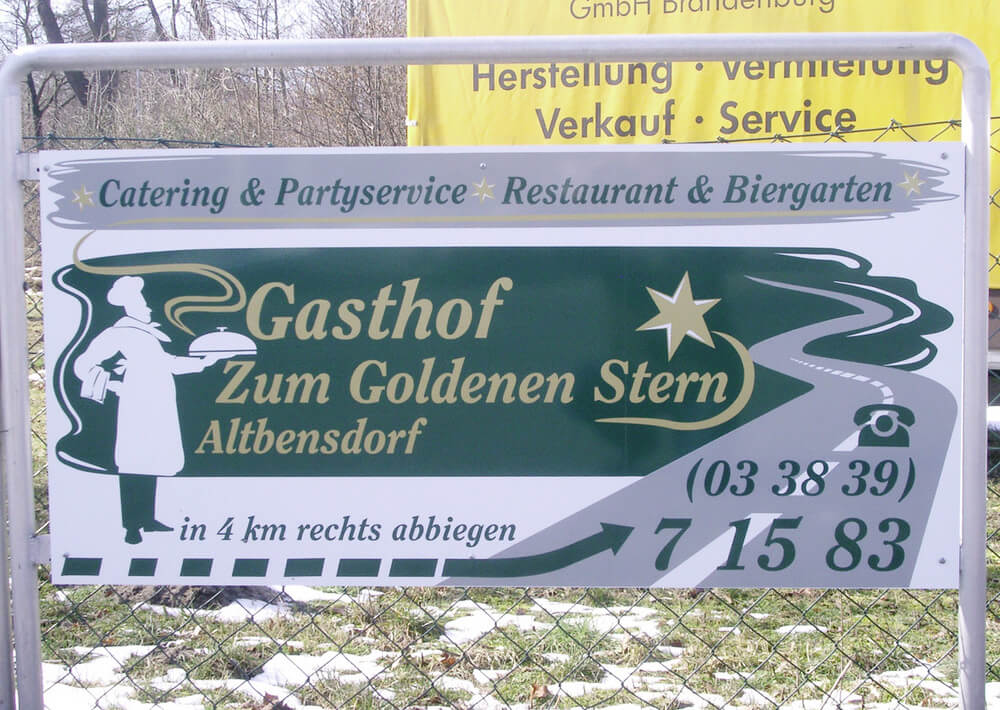 GmbH Brandenburg
Herstellung · Vermietung
Verkauf · Service
Catering & Partyservice Restaurant & Biergarten
Gasthof
Zum Goldenen Stern
Altbensdorf
(03 38 39)
7 15 83
in 4 km rechts abbiegen